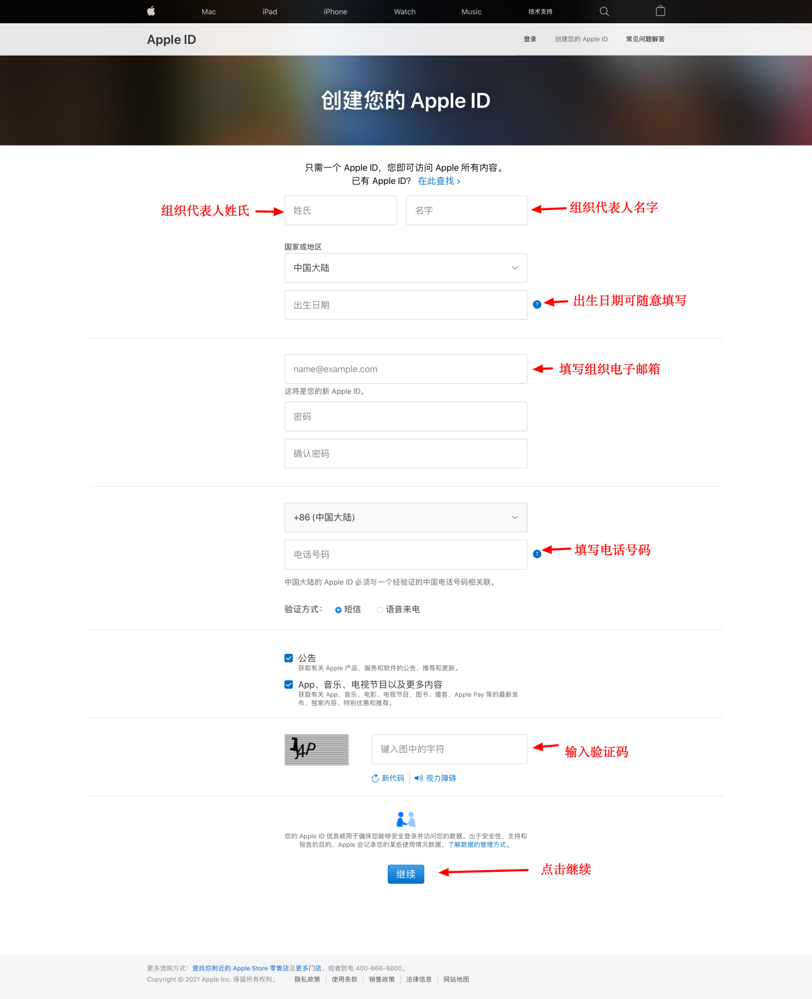 Mac iPad iPhone Watch Music 技术支持
Apple ID 登录 创建您的 Apple ID 常见问题解答
创建您的 Apple ID
只需一个 Apple ID，您即可访问 Apple 所有内容。
已有 Apple ID？ 在此查找 ›
组织代表人姓氏 姓氏 名字 组织代表人名字
国家或地区
中国大陆
出生日期 ? 出生日期可随意填写
name@example.com 填写组织电子邮箱
这将是您的新 Apple ID。
密码
确认密码
+86 (中国大陆)
电话号码 ? 填写电话号码
中国大陆的 Apple ID 必须与一个经验证的中国电话号码相关联。
验证方式： 短信 语音来电
公告
获取有关 Apple 产品、服务和软件的公告、推荐和更新。
App、音乐、电视节目以及更多内容
获取有关 App、音乐、电影、电视节目、图书、播客、Apple Pay 等的最新发
布、独家内容、特别优惠和推荐。
键入图中的字符 输入验证码
新代码 视力障碍
您的 Apple ID 信息被用于确保您能够安全登录并访问您的数据。出于安全性、支持和
报告的目的，Apple 会记录您的某些使用情况数据。了解数据的管理方式。
继续 点击继续
更多选购方式：查找你附近的 Apple Store 零售店及更多门店，或者致电 400-666-8800。
Copyright © 2021 Apple Inc. 保留所有权利。 隐私政策 使用条款 销售政策 法律信息 网站地图